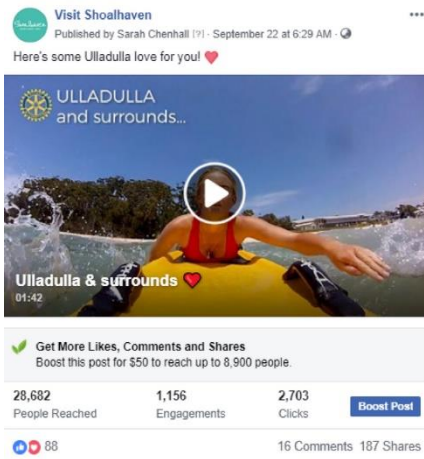 Visit Shoalhaven
Published by Sarah Chenhall [?] · September 22 at 6:29 AM ·
Here's some Ulladulla love for you! ❤️
ULLADULLA
and surrounds...
Ulladulla & surrounds ❤️
01:42
Get More Likes, Comments and Shares
Boost this post for $50 to reach up to 8,900 people.
28,682 1,156 2,703
People Reached Engagements Clicks
Boost Post
88 16 Comments 187 Shares